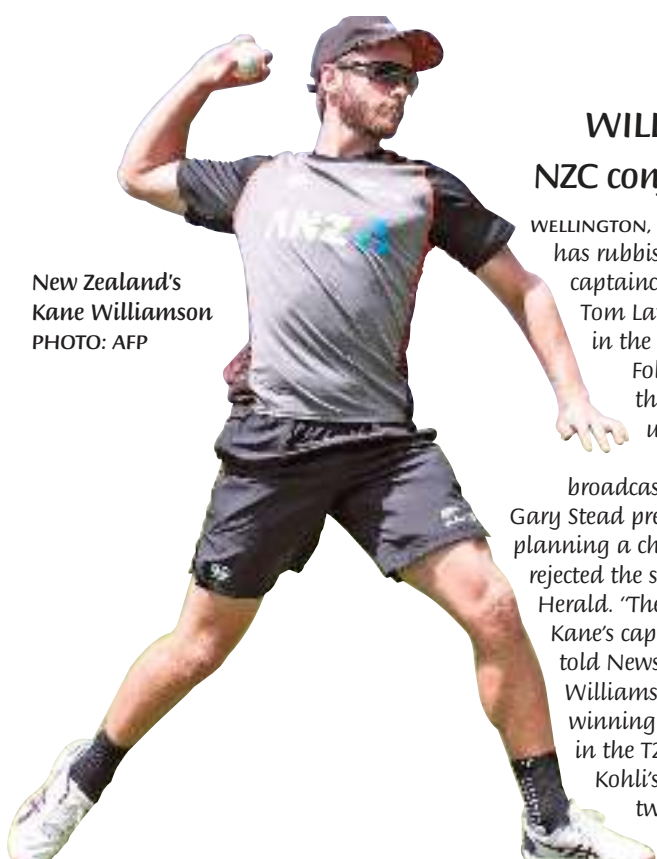 New Zealand's
Kane Williamson
PHOTO: AFP
ANZ
WILL
NZC con
WELLINGTON,
has rubbis
captainc
Tom La
in the
Fol
th
u
broadcas
Gary Stead pre
planning a ch
rejected the s
Herald. “The
Kane's cap
told News
Williams
winning
in the T2
Kohli's
tw